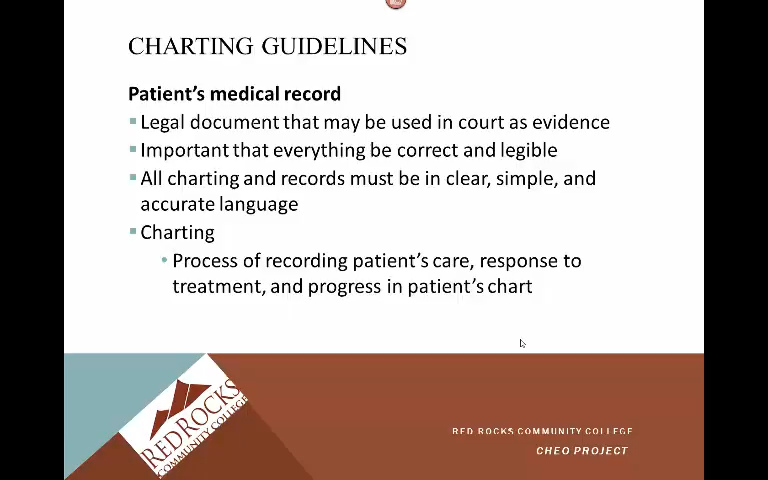 CHARTING GUIDELINES
Patient's medical record
Legal document that may be used in court as evidence
Important that everything be correct and legible
All charting and records must be in clear, simple, and
accurate language
Charting
Process of recording patient's care, response to
treatment, and progress in patient's chart
RED ROCKS
COMMUNITY COLLEGE
RED ROCKS COMMUNITY COLLEGE
CHEO PROJECT